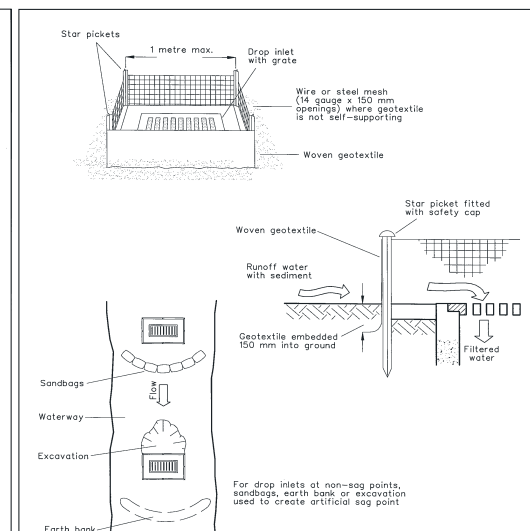 Star pickets
1 metre max.
Drop inlet
with grate
Wire or steel mesh
(14 gauge x 150 mm
openings) where geotextile
is not self-supporting
Woven geotextile
Star picket fitted
with safety cap
Woven geotextile
Runoff water
with sediment
Geotextile embedded
150 mm into ground
Filtered
water
Sandbags
Flow
Waterway
Excavation
For drop inlets at non-sag points,
sandbags, earth bank or excavation
used to create artificial sag point
Earth bank